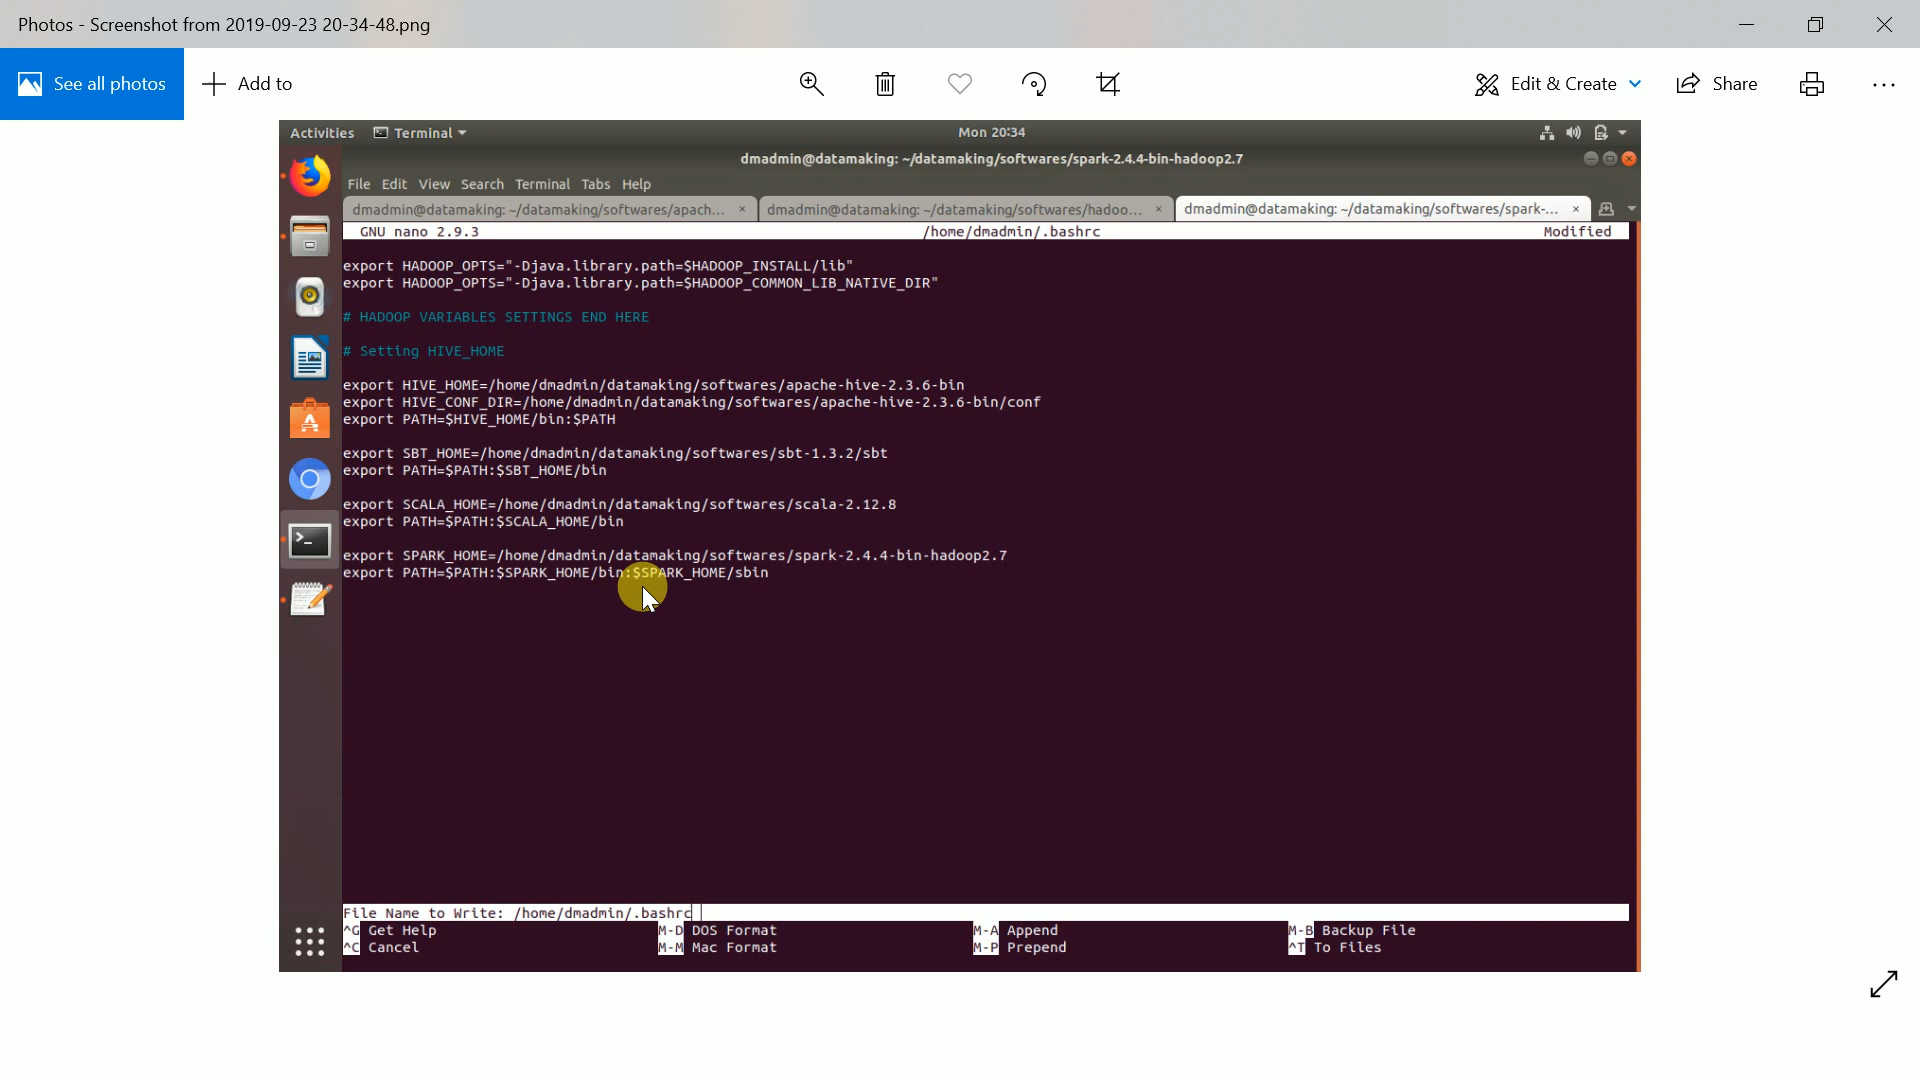 Photos - Screenshot from 2019-09-23 20-34-48.png
See all photos
Add to
Edit & Create
Share
Activities
Terminal
Mon 20:34
dmadmin@datamaking: ~/datamaking/softwares/spark-2.4.4-bin-hadoop2.7
File Edit View Search Terminal Tabs Help
dmadmin@datamaking: ~/datamaking/softwares/apach... × dmadmin@datamaking: ~/datamaking/softwares/hadoo... × dmadmin@datamaking: ~/datamaking/softwares/spark-... ×
GNU nano 2.9.3 /home/dmadmin/.bashrc Modified
export HADOOP_OPTS="-Djava.library.path=$HADOOP_INSTALL/lib"
export HADOOP_OPTS="-Djava.library.path=$HADOOP_COMMON_LIB_NATIVE_DIR"
# HADOOP VARIABLES SETTINGS END HERE
# Setting HIVE_HOME
export HIVE_HOME=/home/dmadmin/datamaking/softwares/apache-hive-2.3.6-bin
export HIVE_CONF_DIR=/home/dmadmin/datamaking/softwares/apache-hive-2.3.6-bin/conf
export PATH=$HIVE_HOME/bin:$PATH
export SBT_HOME=/home/dmadmin/datamaking/softwares/sbt-1.3.2/sbt
export PATH=$PATH:$SBT_HOME/bin
export SCALA_HOME=/home/dmadmin/datamaking/softwares/scala-2.12.8
export PATH=$PATH:$SCALA_HOME/bin
export SPARK_HOME=/home/dmadmin/datamaking/softwares/spark-2.4.4-bin-hadoop2.7
export PATH=$PATH:$SPARK_HOME/bin:$SPARK_HOME/sbin
File Name to Write: /home/dmadmin/.bashrc
^G Get Help M-D DOS Format M-A Append M-B Backup File
^C Cancel M-M Mac Format M-P Prepend ^T To Files